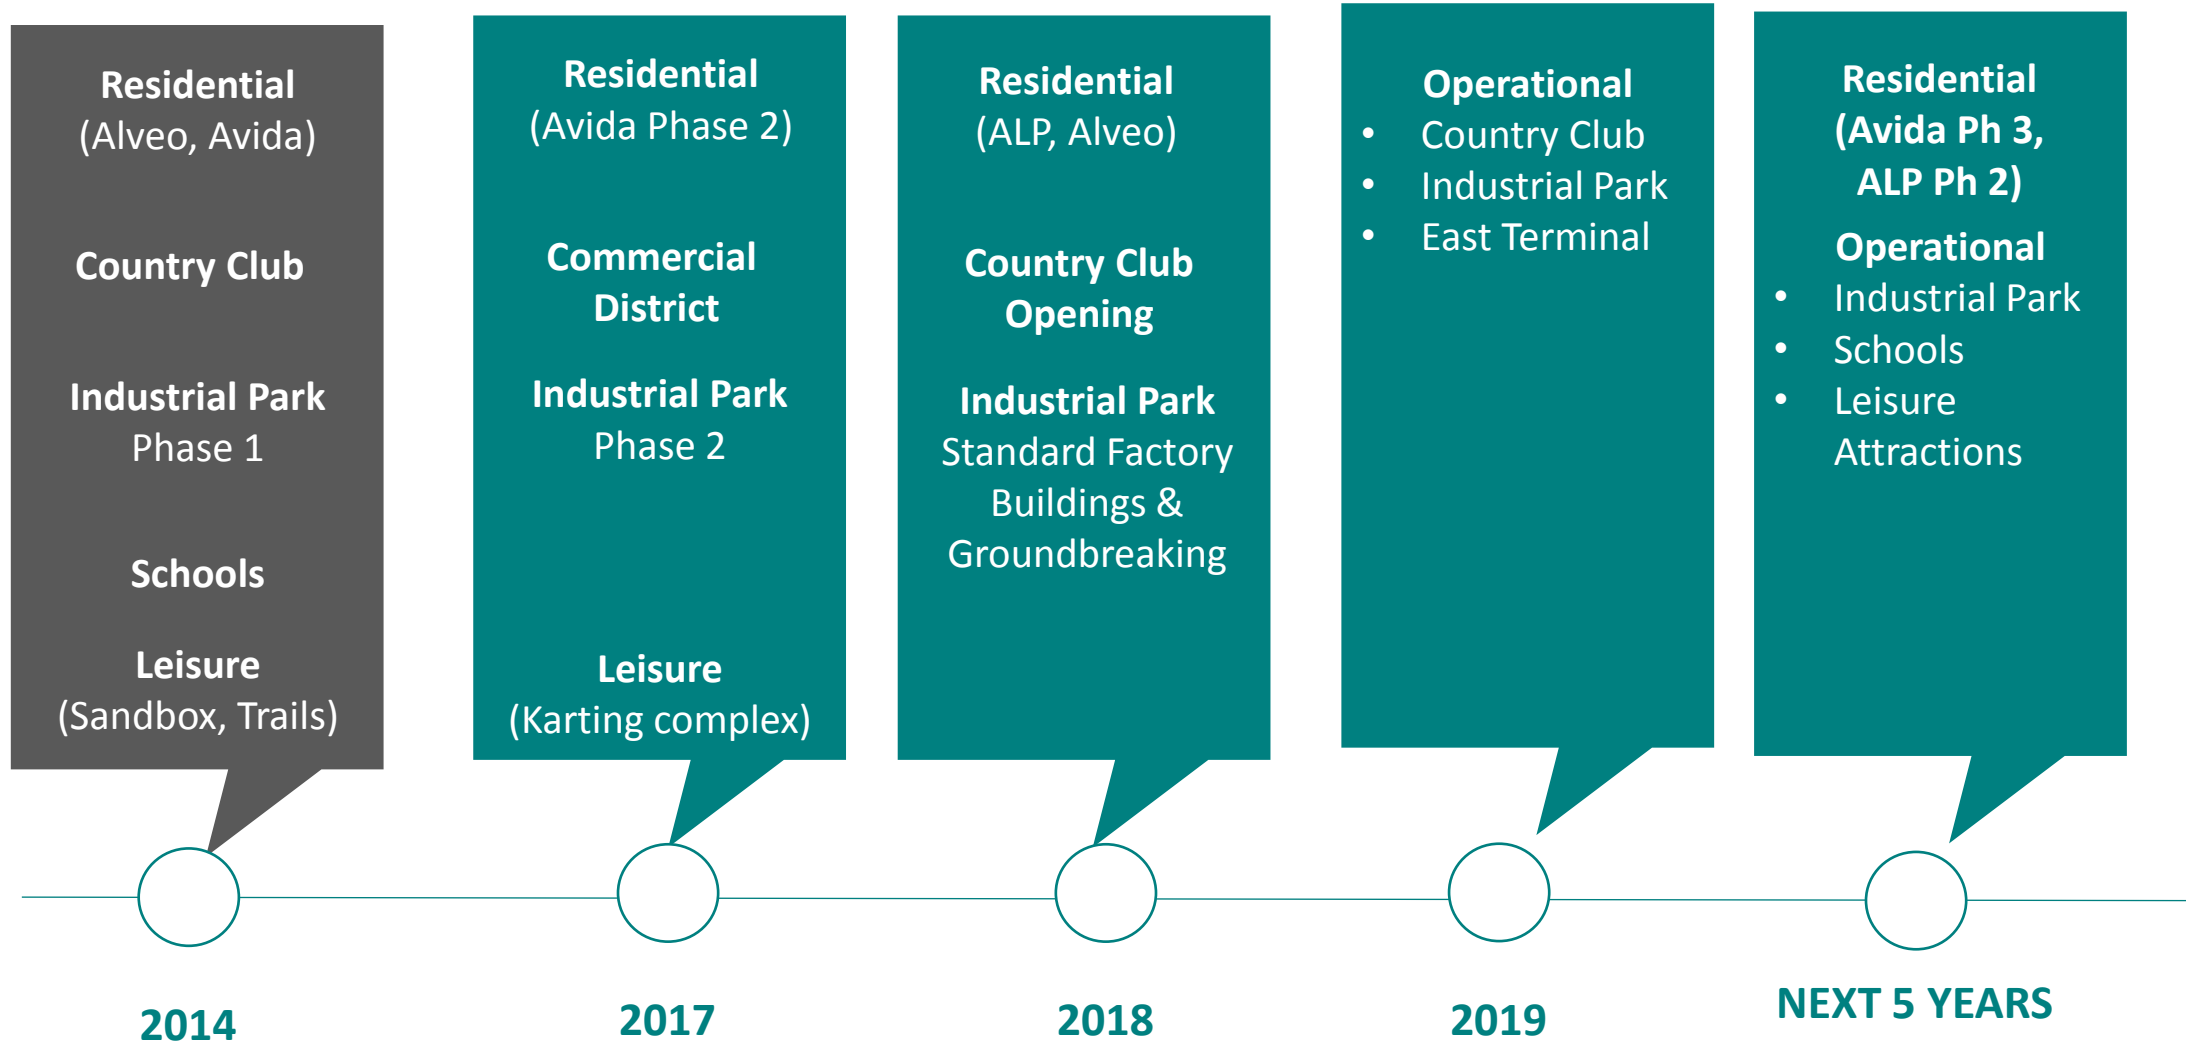 Residential
(Alveo, Avida)
Country Club
Industrial Park
Phase 1
Schools
Leisure
(Sandbox, Trails)
Residential
(Avida Phase 2)
Commercial
District
Industrial Park
Phase 2
Leisure
(Karting complex)
Residential
(ALP, Alveo)
Country Club
Opening
Industrial Park
Standard Factory
Buildings &
Groundbreaking
Operational
• Country Club
• Industrial Park
• East Terminal
Residential
(Avida Ph 3,
ALP Ph 2)
Operational
• Industrial Park
• Schools
• Leisure
Attractions
2014
2017
2018
2019
NEXT 5 YEARS